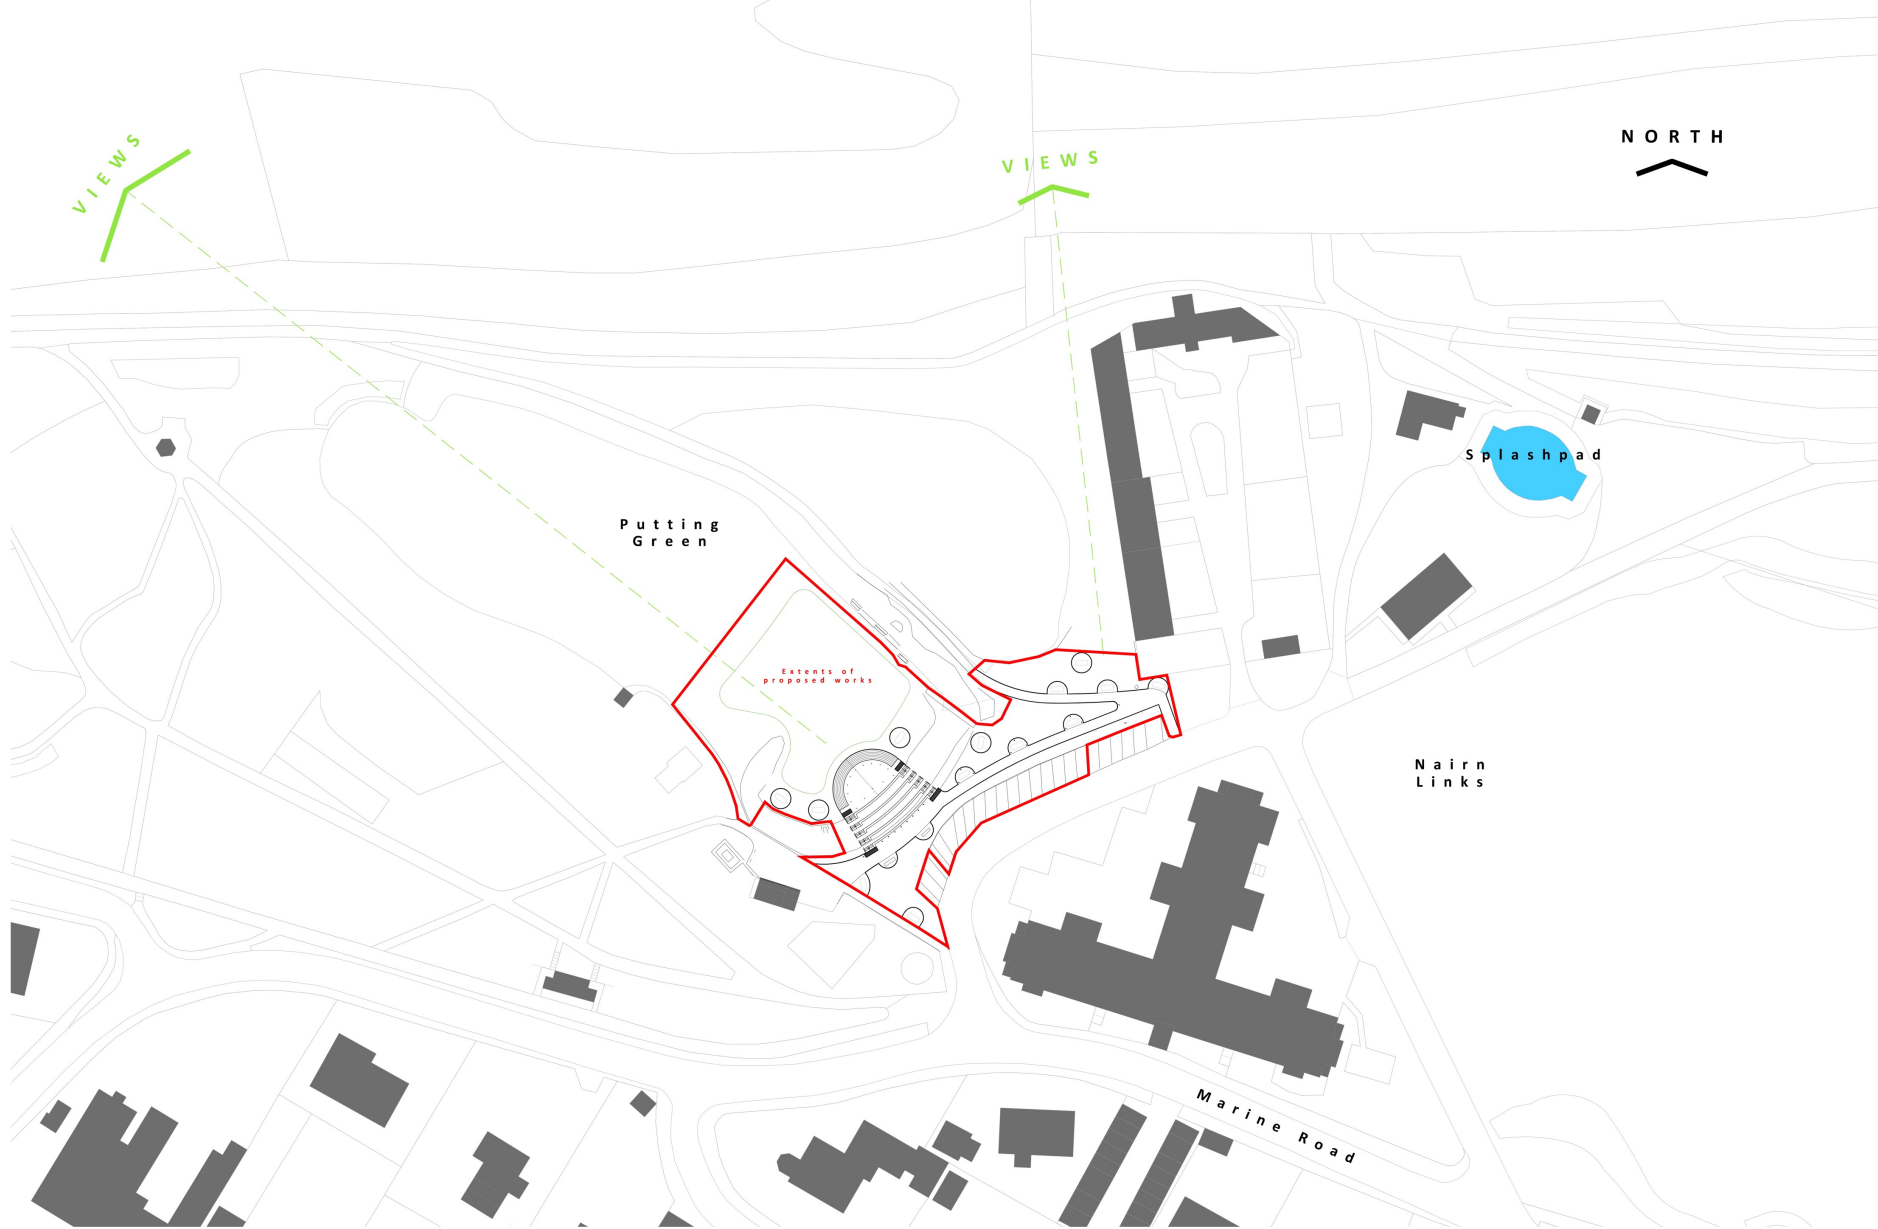 NORTH
VIEWS
VIEWS
Splashpad
Putting
Green
Extents of
proposed works
Nairn
Links
Marine Road